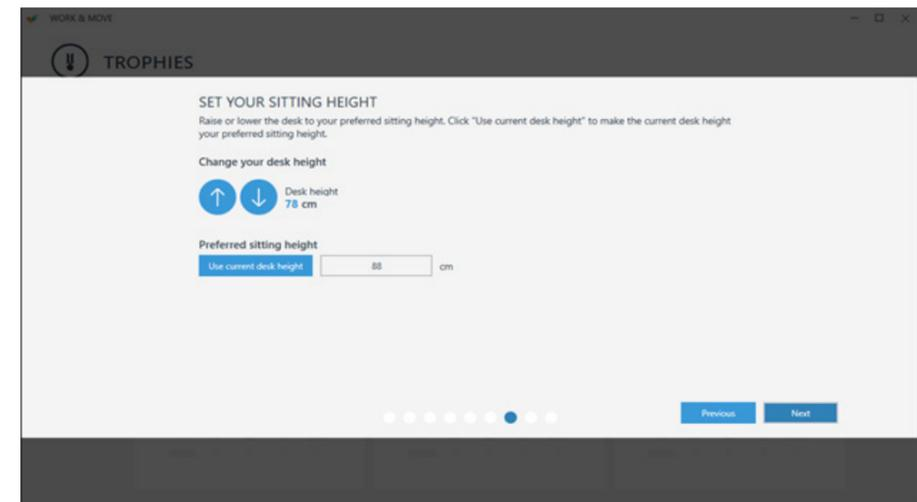 WORK & MOVE
TROPHIES
SET YOUR SITTING HEIGHT
Raise or lower the desk to your preferred sitting height. Click "Use current desk height" to make the current desk height
your preferred sitting height.
Change your desk height
Desk height
78 cm
Preferred sitting height
Use current desk height 88 cm
Previous Next